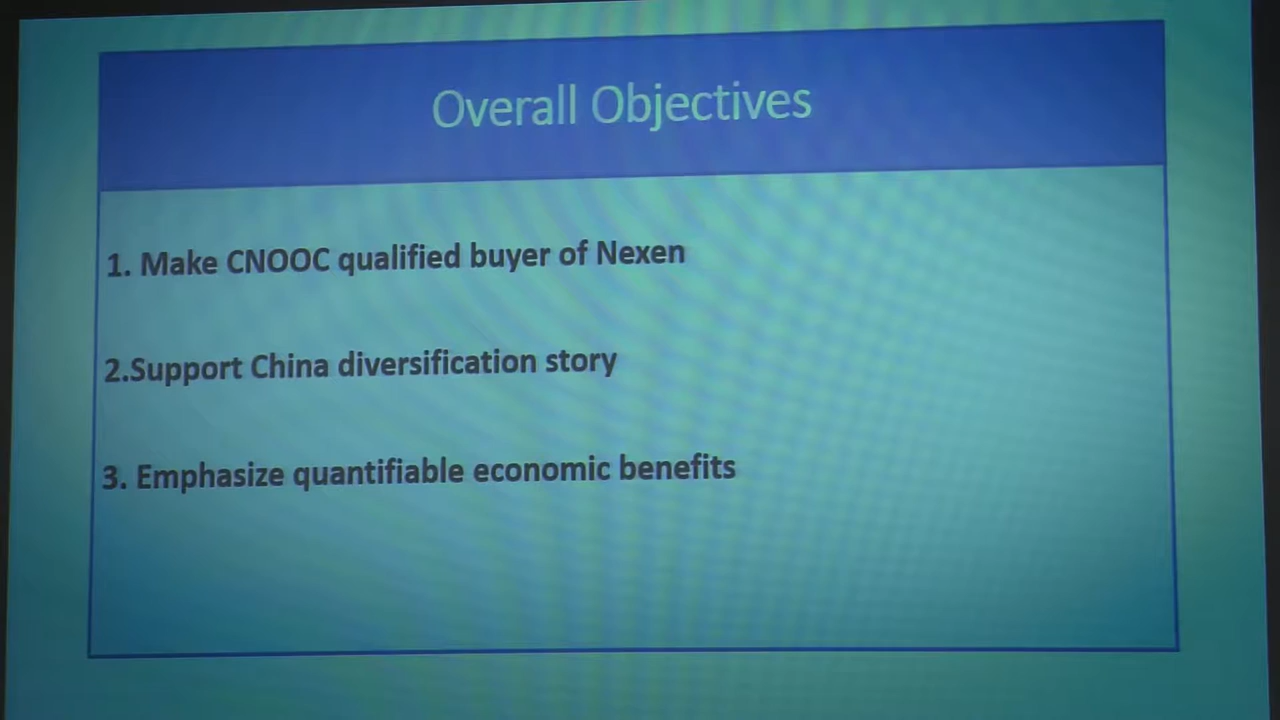 Overall Objectives
1. Make CNOOC qualified buyer of Nexen
2.Support China diversification story
3. Emphasize quantifiable economic benefits